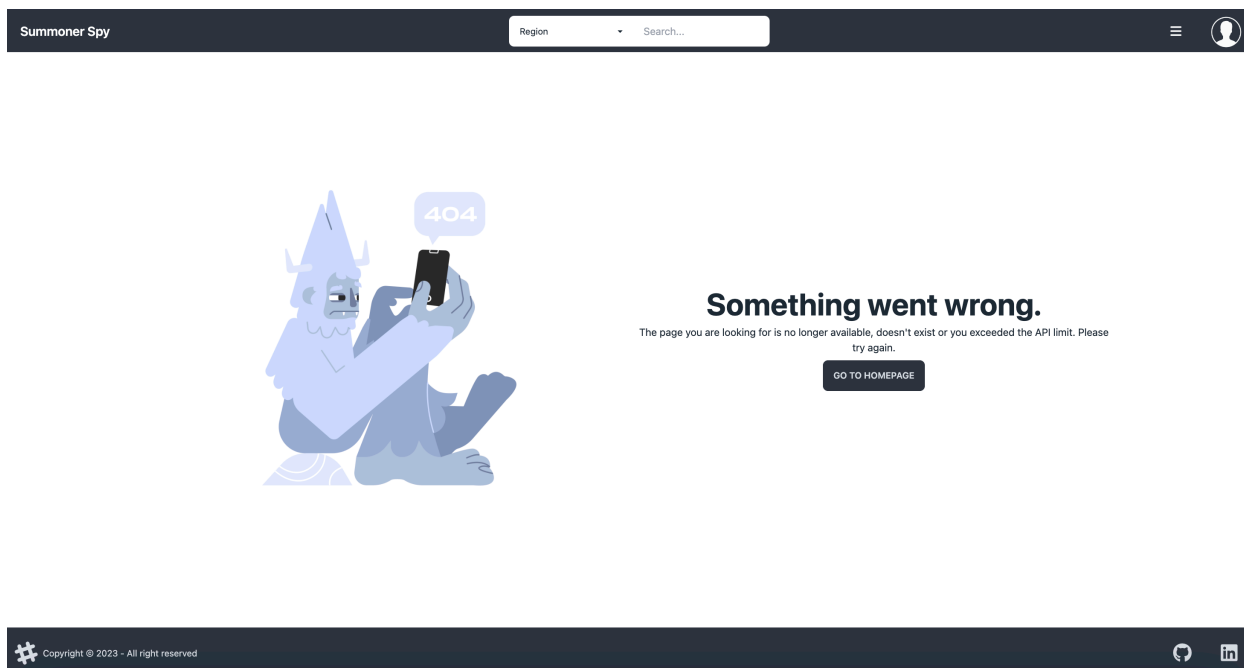 Summoner Spy
Region
Search...
404
Something went wrong.
The page you are looking for is no longer available, doesn't exist or you exceeded the API limit. Please
try again.
GO TO HOMEPAGE
Copyright © 2023 - All right reserved
in